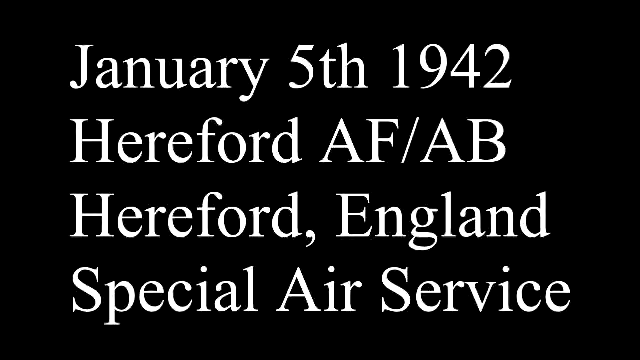 January 5th 1942
Hereford AF/AB
Hereford, England
Special Air Service